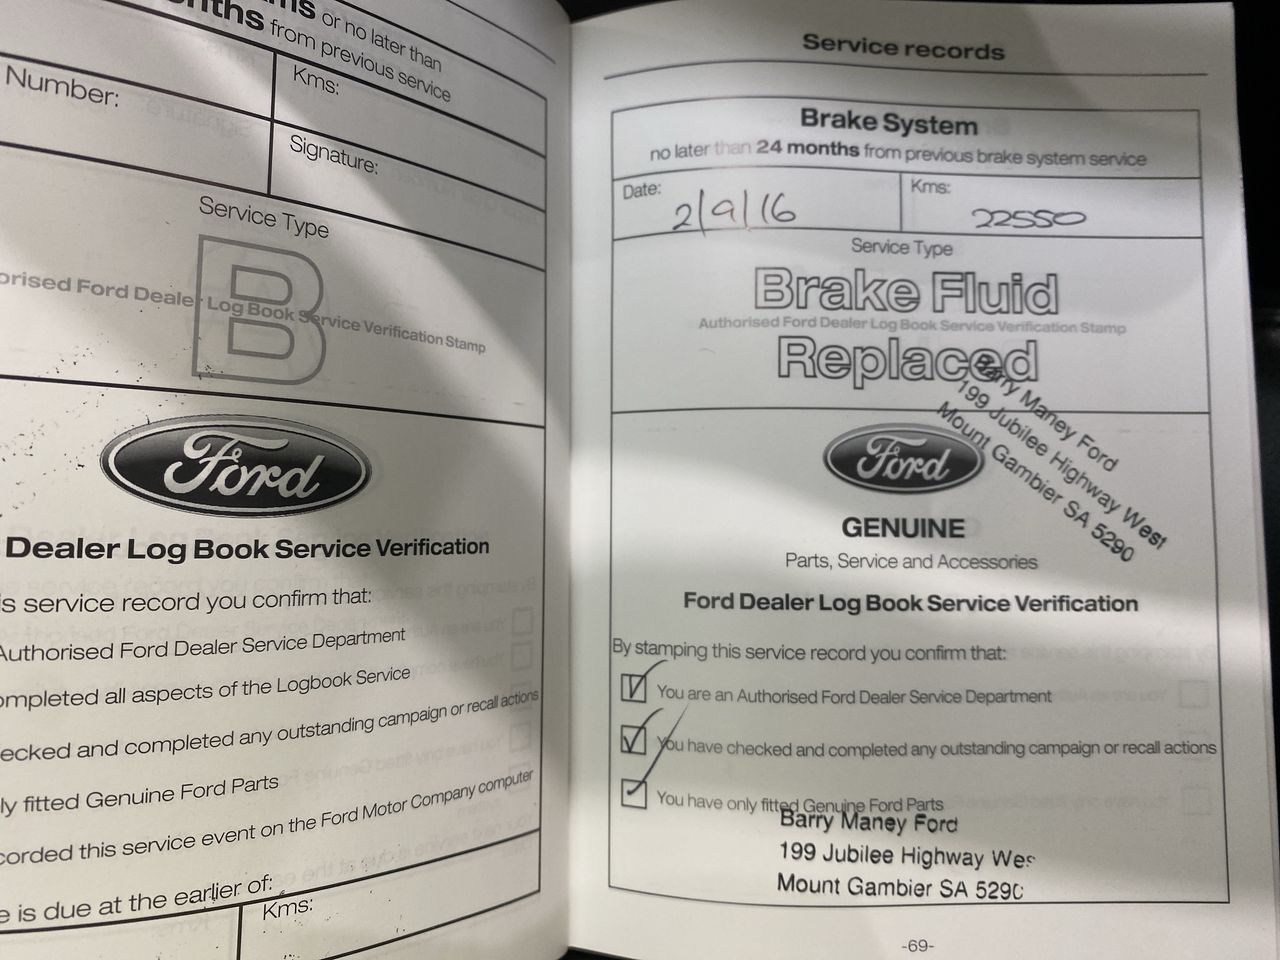 or no later than
from previous service
Number:
Kms:
Signature:
Service Type
B
Ford Dealer Log Book Service Verification Stamp
Ford
Dealer Log Book Service Verification
service record you confirm that:
Authorised Ford Dealer Service Department
all aspects of the Logbook Service
and completed any outstanding campaign or recall actions
fitted Genuine Ford Parts
this service event on the Ford Motor Company computer
is due at the earlier of:
Kms:
Service records
Brake System
no later than 24 months from previous brake system service
Date:
2/9/16
Kms:
22550
Service Type
Brake Fluid
Authorised Ford Dealer Log Book Service Verification Stamp
Replaced
Barry Maney Ford
199 Jubilee Highway West
Mount Gambier SA 5290
Ford
GENUINE
Parts, Service and Accessories
Ford Dealer Log Book Service Verification
By stamping this service record you confirm that:
You are an Authorised Ford Dealer Service Department
You have checked and completed any outstanding campaign or recall actions
You have only fitted Genuine Ford Parts
Barry Maney Ford
199 Jubilee Highway Wes
Mount Gambier SA 5290
-69-